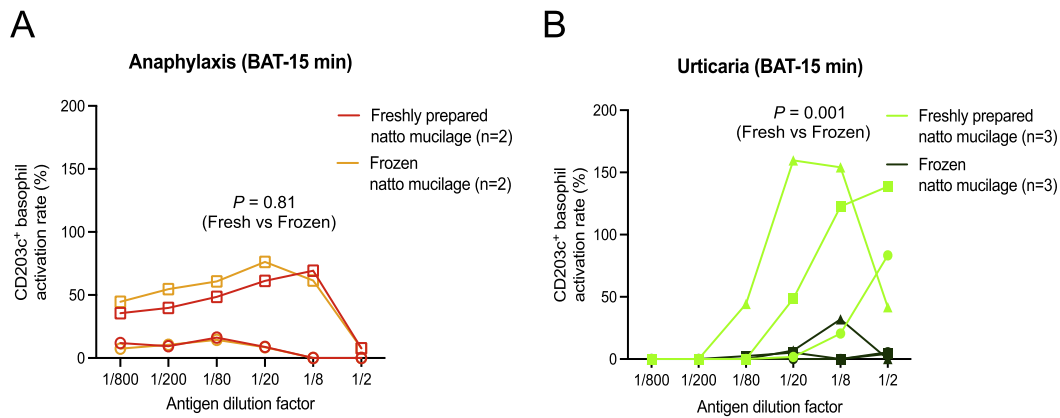 A
Anaphylaxis (BAT-15 min)
200
150
100
50
0
CD203c⁺ basophil
activation rate (%)
P = 0.81
(Fresh vs Frozen)
Freshly prepared
natto mucilage (n=2)
Frozen
natto mucilage (n=2)
1/800 1/200 1/80 1/20 1/8 1/2
Antigen dilution factor
B
Urticaria (BAT-15 min)
200
150
100
50
0
CD203c⁺ basophil
activation rate (%)
P = 0.001
(Fresh vs Frozen)
Freshly prepared
natto mucilage (n=3)
Frozen
natto mucilage (n=3)
1/800 1/200 1/80 1/20 1/8 1/2
Antigen dilution factor